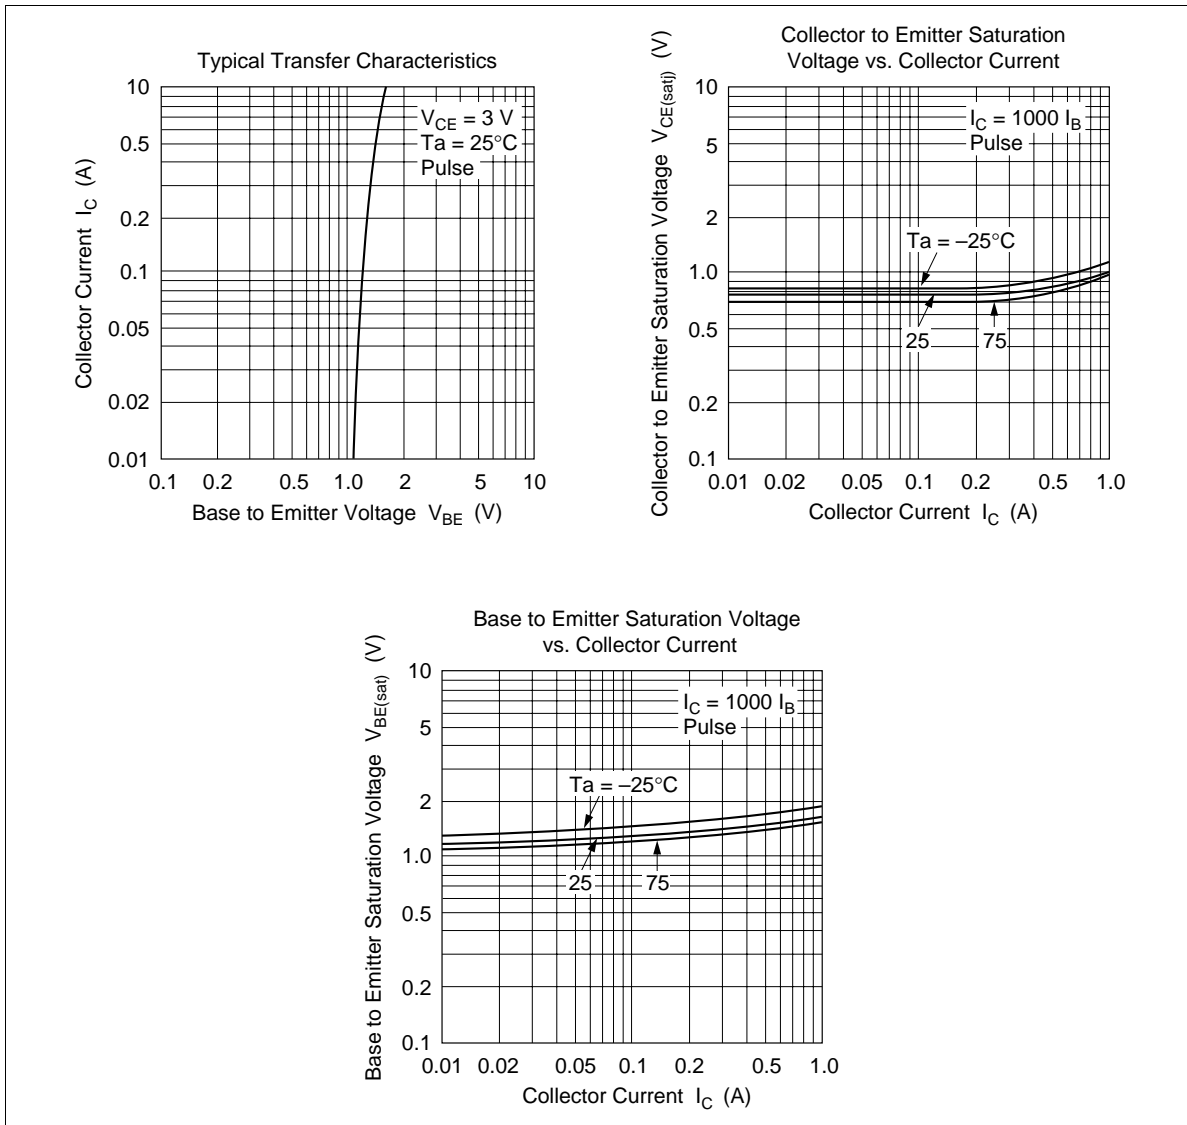 Typical Transfer Characteristics
Collector Current I_C (A)
10
0.5
0.2
0.1
0.05
0.02
0.01
V_CE = 3 V
Ta = 25°C
Pulse
0.1 0.2 0.5 1.0 2 5 10
Base to Emitter Voltage V_BE (V)
Collector to Emitter Saturation
Voltage vs. Collector Current
Collector to Emitter Saturation Voltage V_CE(satj) (V)
10
5
2
1.0
0.5
0.2
0.1
I_C = 1000 I_B
Pulse
Ta = –25°C
25 75
0.01 0.02 0.05 0.1 0.2 0.5 1.0
Collector Current I_C (A)
Base to Emitter Saturation Voltage
vs. Collector Current
Base to Emitter Saturation Voltage V_BE(sat) (V)
10
5
2
1.0
0.5
0.2
0.1
I_C = 1000 I_B
Pulse
Ta = –25°C
25 75
0.01 0.02 0.05 0.1 0.2 0.5 1.0
Collector Current I_C (A)